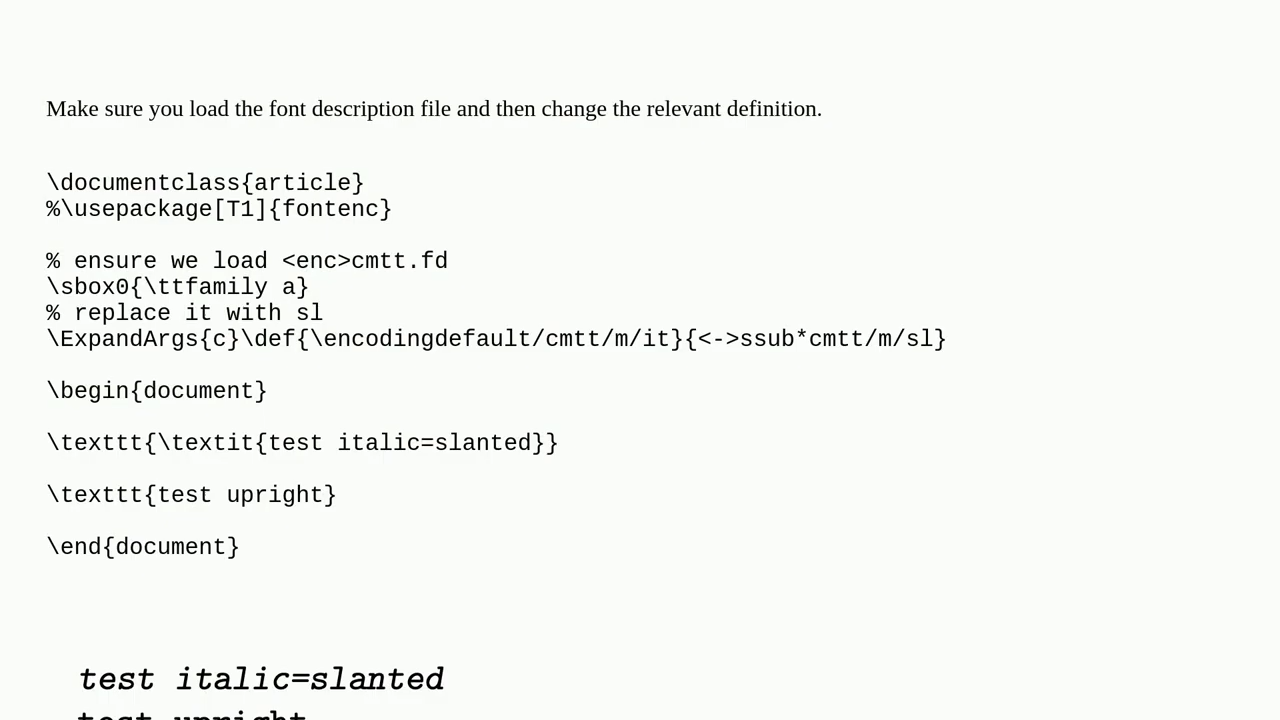 Make sure you load the font description file and then change the relevant definition.
\documentclass{article}
%\usepackage[T1]{fontenc}
% ensure we load <enc>cmtt.fd
\sbox0{\ttfamily a}
% replace it with sl
\ExpandArgs{c}\def{\encodingdefault/cmtt/m/it}{<->ssub*cmtt/m/sl}
\begin{document}
\texttt{\textit{test italic=slanted}}
\texttt{test upright}
\end{document}
test italic=slanted
test upright